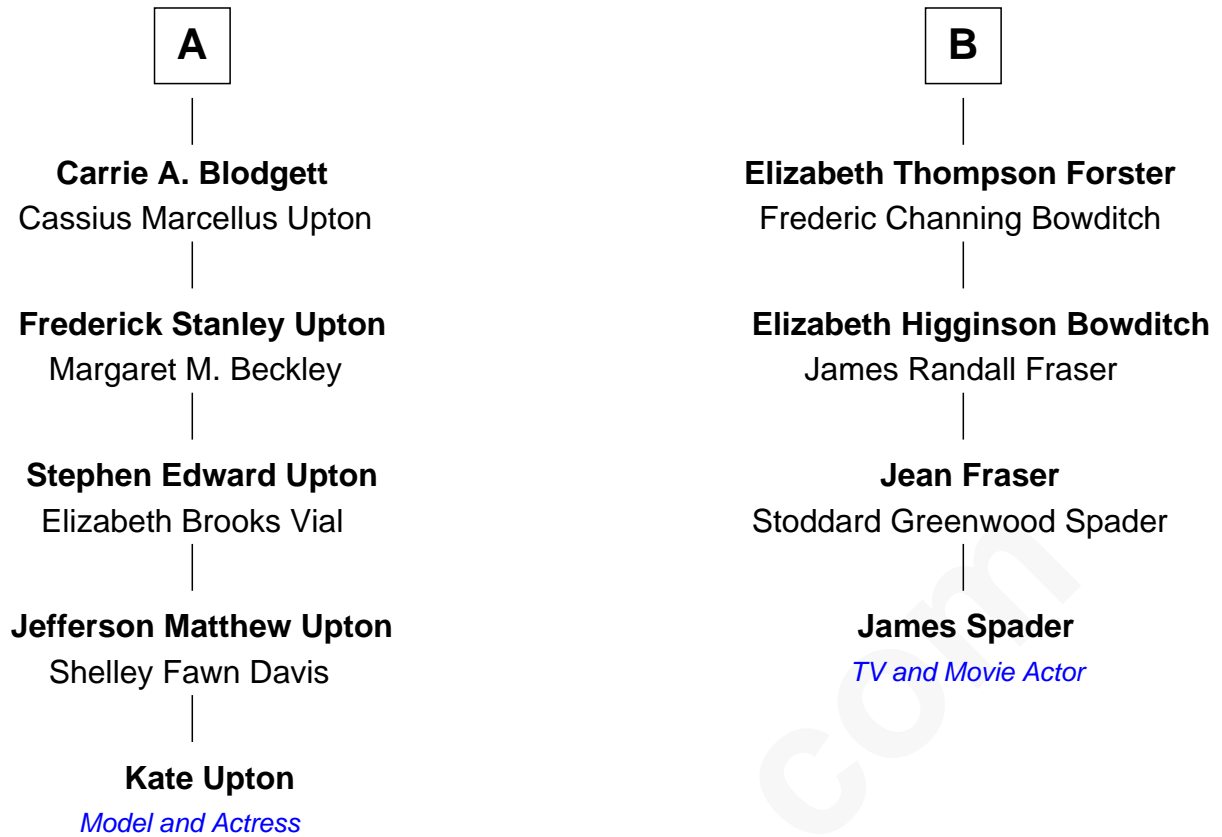 A
Carrie A. Blodgett
Cassius Marcellus Upton
Frederick Stanley Upton
Margaret M. Beckley
Stephen Edward Upton
Elizabeth Brooks Vial
Jefferson Matthew Upton
Shelley Fawn Davis
Kate Upton
Model and Actress
B
Elizabeth Thompson Forster
Frederic Channing Bowditch
Elizabeth Higginson Bowditch
James Randall Fraser
Jean Fraser
Stoddard Greenwood Spader
James Spader
TV and Movie Actor
com